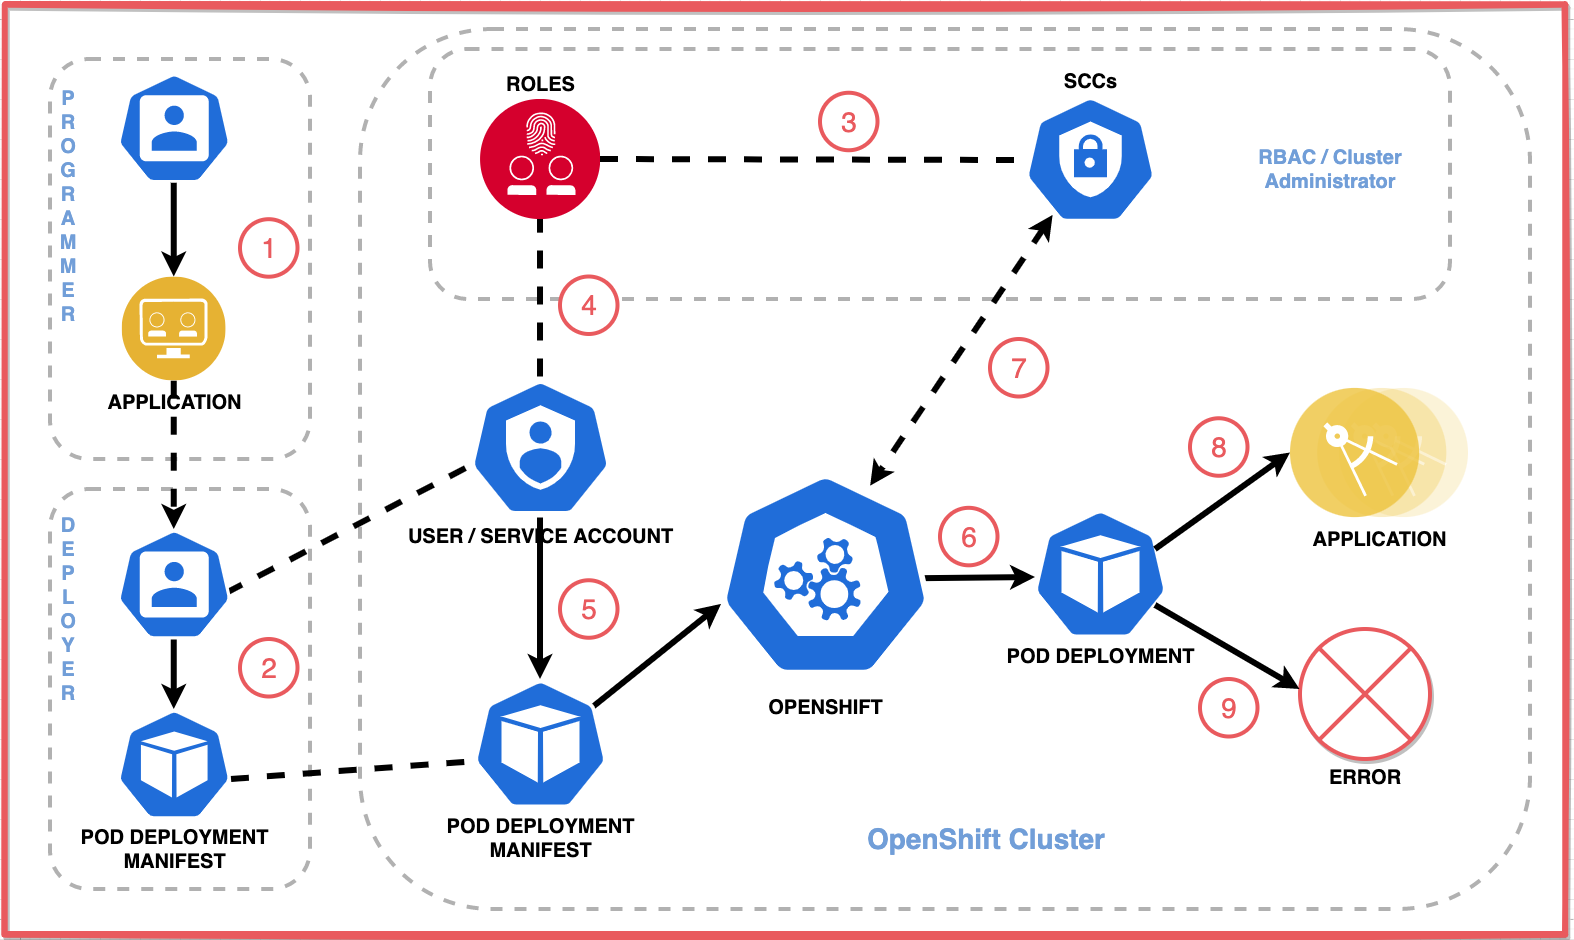 PROGRAMMER
1
APPLICATION
DEPLOYER
2
POD DEPLOYMENT
MANIFEST
ROLES
3
SCCs
RBAC / Cluster
Administrator
4
USER / SERVICE ACCOUNT
5
POD DEPLOYMENT
MANIFEST
7
OPENSHIFT
6
POD DEPLOYMENT
8
APPLICATION
9
ERROR
OpenShift Cluster